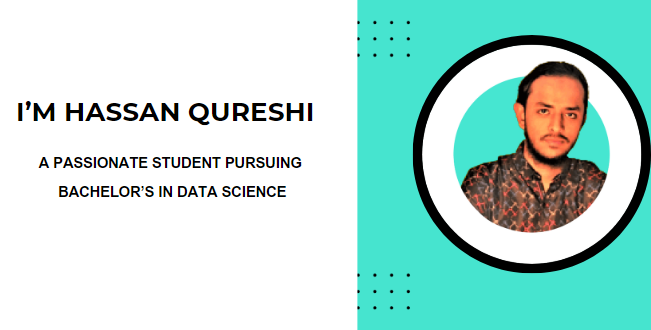 I’M HASSAN QURESHI
A PASSIONATE STUDENT PURSUING
BACHELOR’S IN DATA SCIENCE